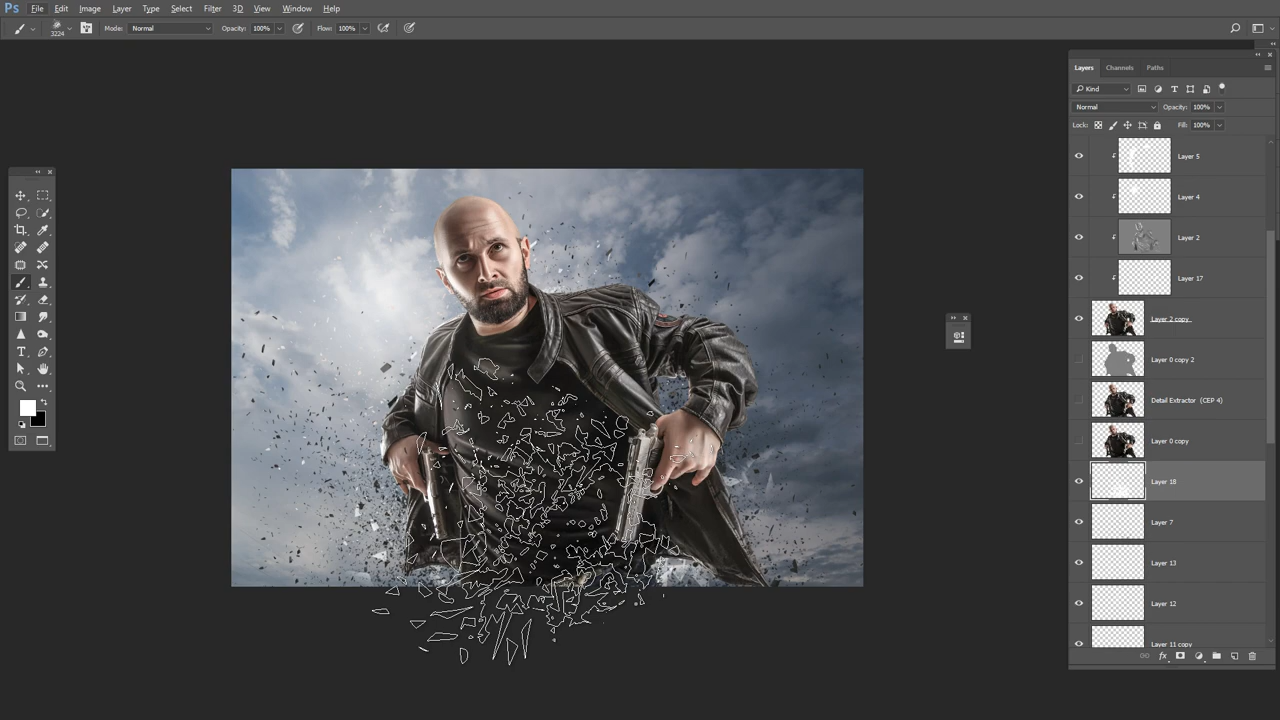 Ps File Edit Image Layer Type Select Filter 3D View Window Help
3224 Mode: Normal Opacity: 100% Flow: 100%
Layers Channels Paths
Kind
Normal Opacity: 100%
Lock: Fill: 100%
Layer 5
Layer 4
Layer 2
Layer 17
Layer 2 copy
Layer 0 copy 2
Detail Extractor (CEP 4)
Layer 0 copy
Layer 18
Layer 7
Layer 13
Layer 12
Layer 11 copy
fx